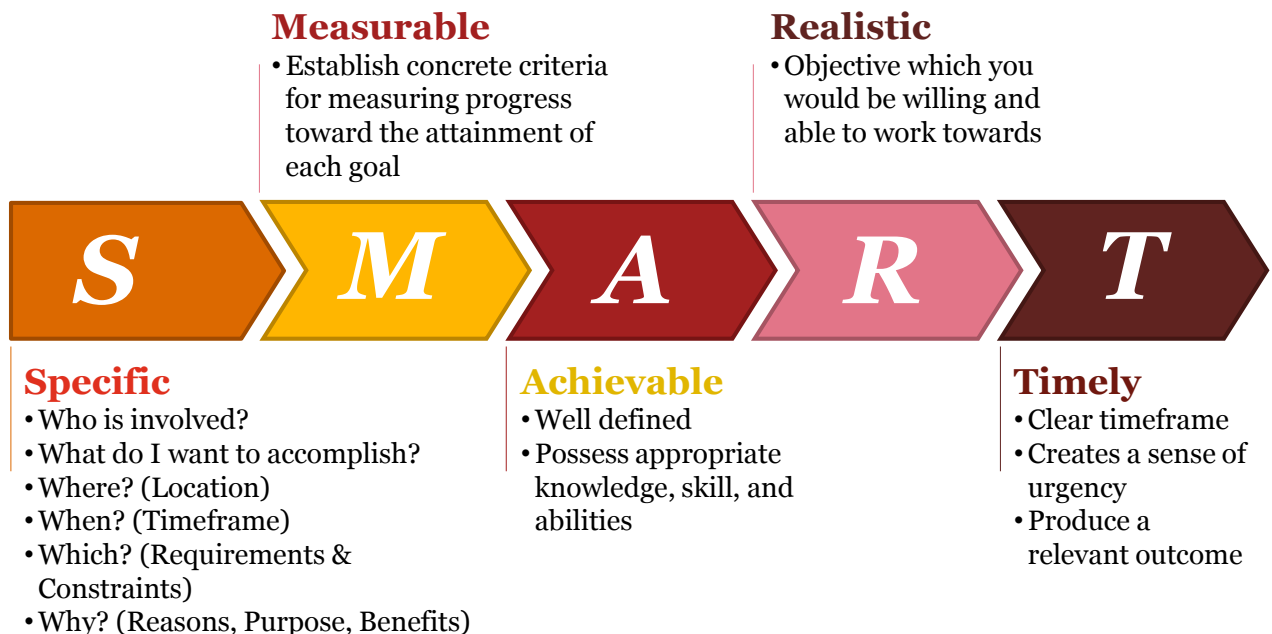 Measurable
• Establish concrete criteria
for measuring progress
toward the attainment of
each goal
Realistic
• Objective which you
would be willing and
able to work towards
S
M
A
R
T
Specific
• Who is involved?
• What do I want to accomplish?
• Where? (Location)
• When? (Timeframe)
• Which? (Requirements &
Constraints)
• Why? (Reasons, Purpose, Benefits)
Achievable
• Well defined
• Possess appropriate
knowledge, skill, and
abilities
Timely
• Clear timeframe
• Creates a sense of
urgency
• Produce a
relevant outcome